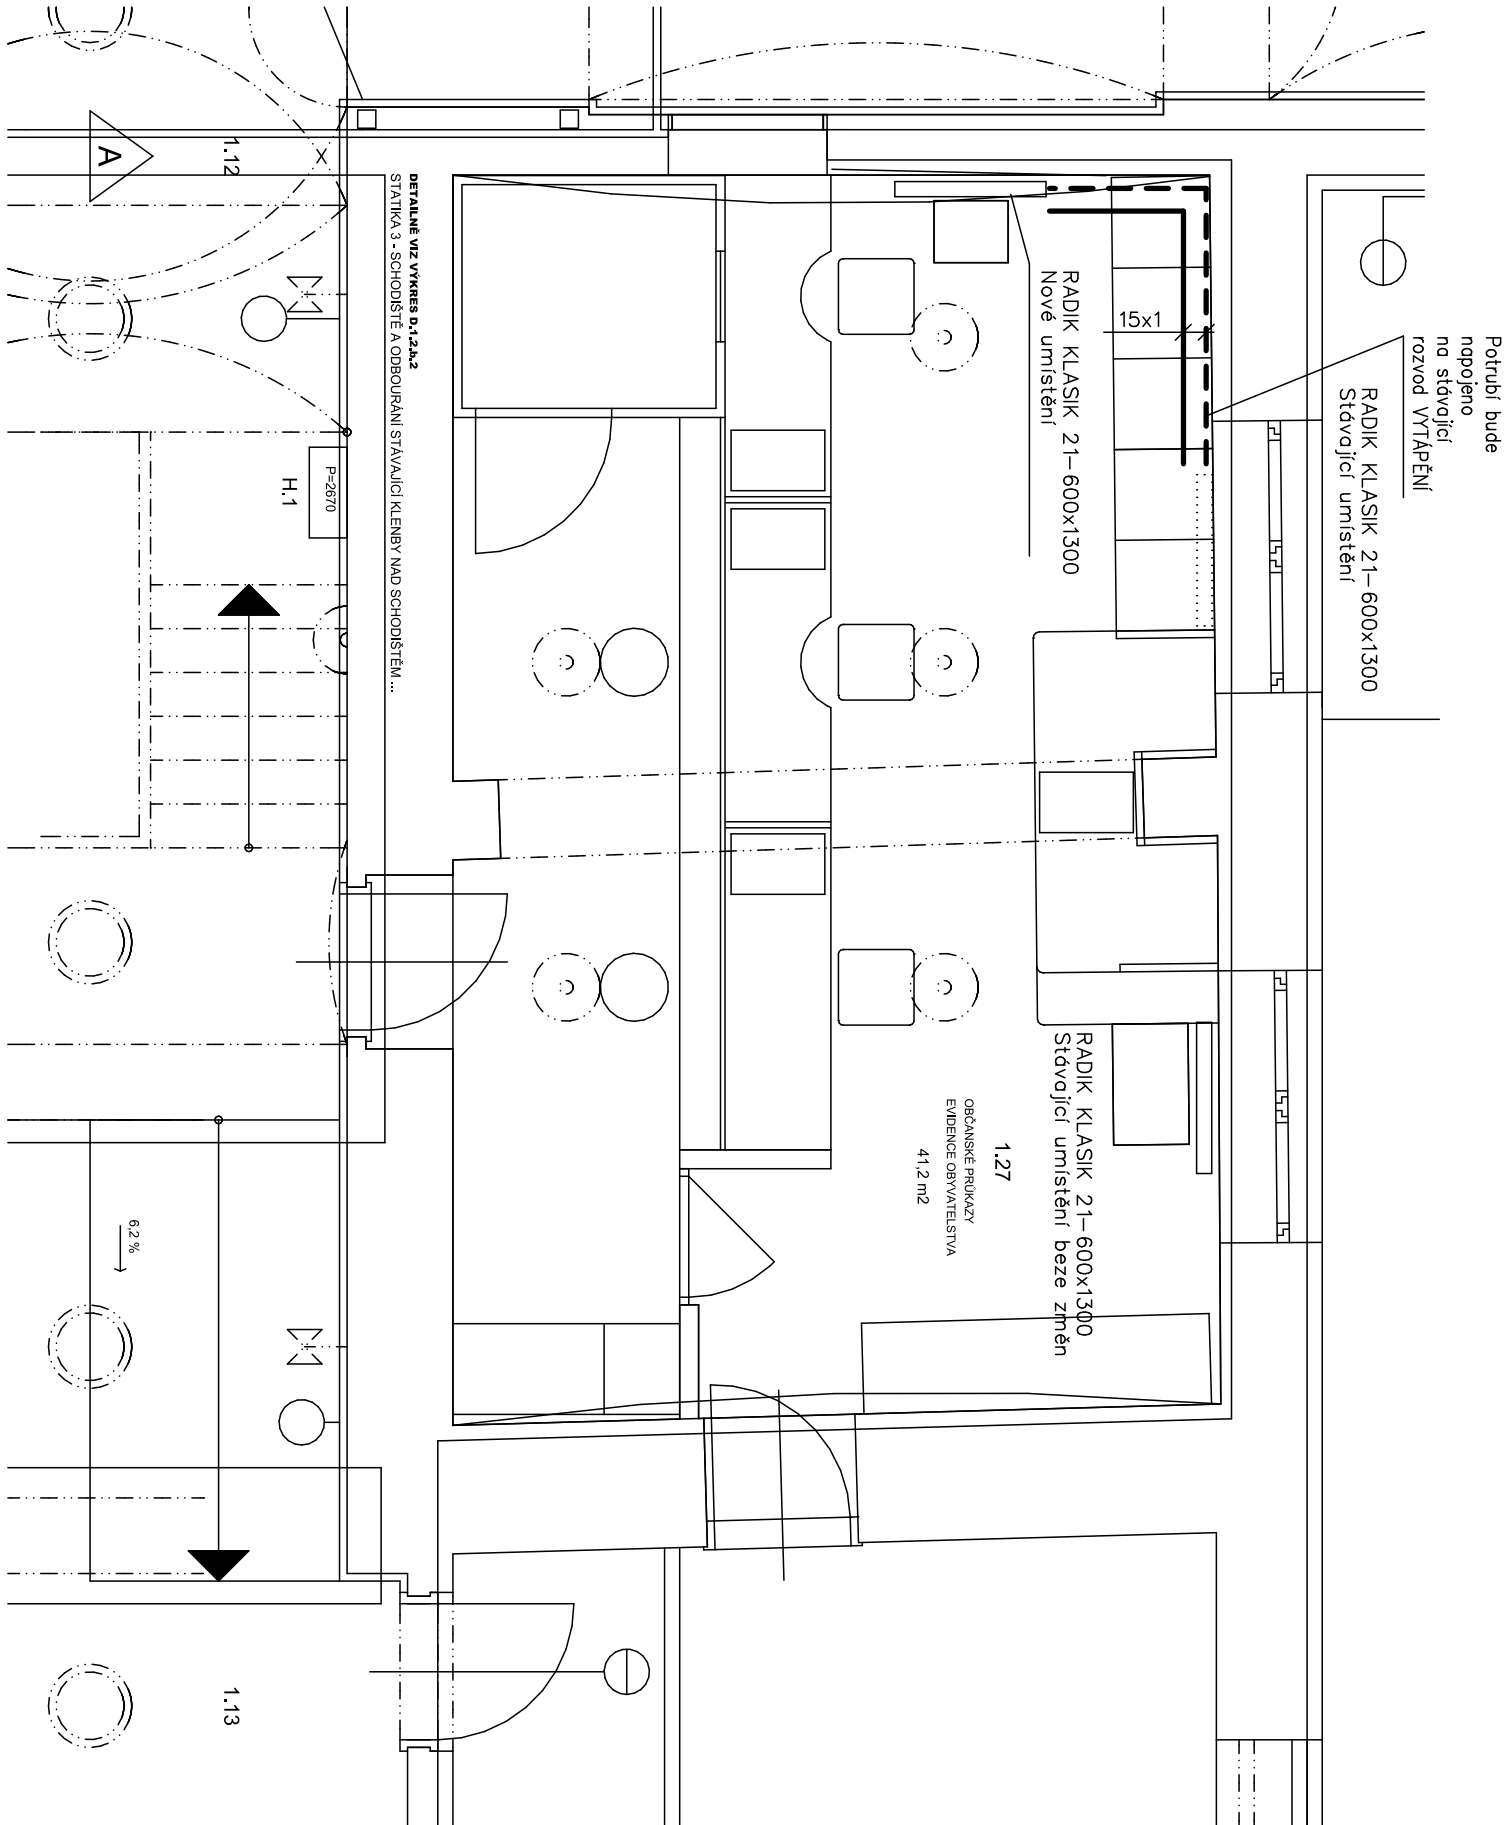 Potrubí bude
napojeno
na stávající
rozvod VYTÁPĚNÍ
RADIK KLASIK 21-600x1300
Stávající umístění
RADIK KLASIK 21-600x1300
Nové umístění
15x1
RADIK KLASIK 21-600x1300
Stávající umístění beze změn
1.27
OBČANSKÉ PRŮKAZY
EVIDENCE OBYVATELSTVA
41,2 m2
DETAILNĚ VIZ VÝKRES D.1.2.b.2
STATIKA 3 - SCHODIŠTĚ A ODBOURÁNÍ STÁVAJÍCÍ KLENBY NAD SCHODIŠTĚM ...
P=2670
H.1
1.12
A
6,2 %
1.13